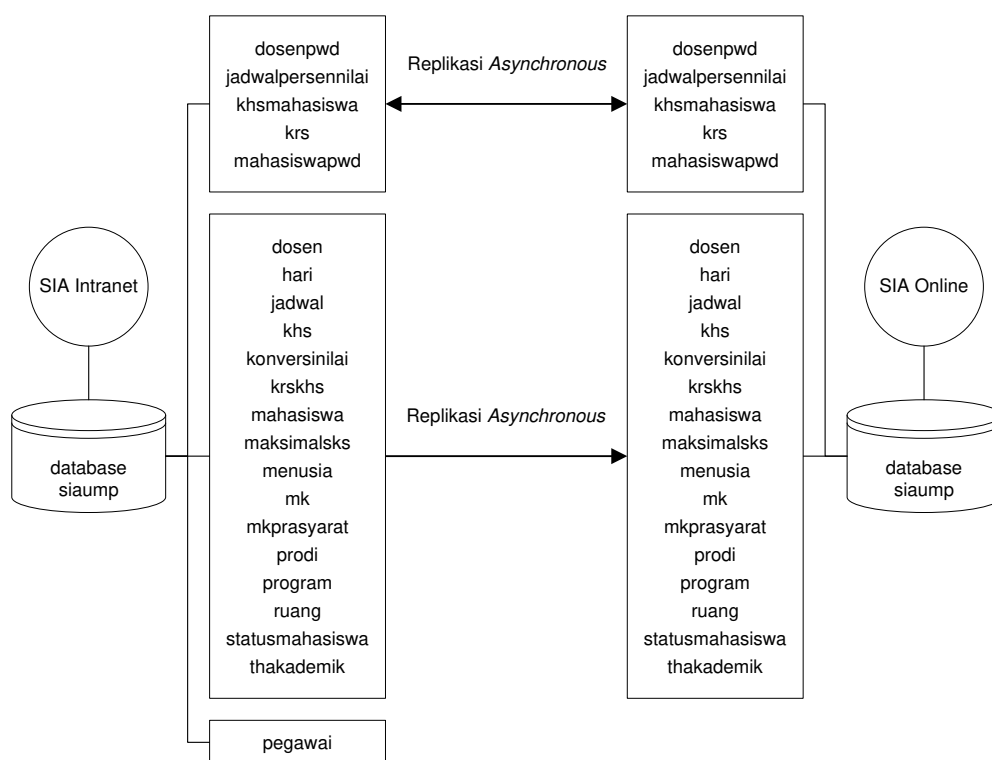 dosenpwd
jadwalpersennilai
khsmahasiswa
krs
mahasiswapwd
Replikasi Asynchronous
dosenpwd
jadwalpersennilai
khsmahasiswa
krs
mahasiswapwd
SIA Intranet
database
siaump
dosen
hari
jadwal
khs
konversinilai
krskhs
mahasiswa
maksimalsks
menusia
mk
mkprasyarat
prodi
program
ruang
statusmahasiswa
thakademik
Replikasi Asynchronous
dosen
hari
jadwal
khs
konversinilai
krskhs
mahasiswa
maksimalsks
menusia
mk
mkprasyarat
prodi
program
ruang
statusmahasiswa
thakademik
SIA Online
database
siaump
pegawai